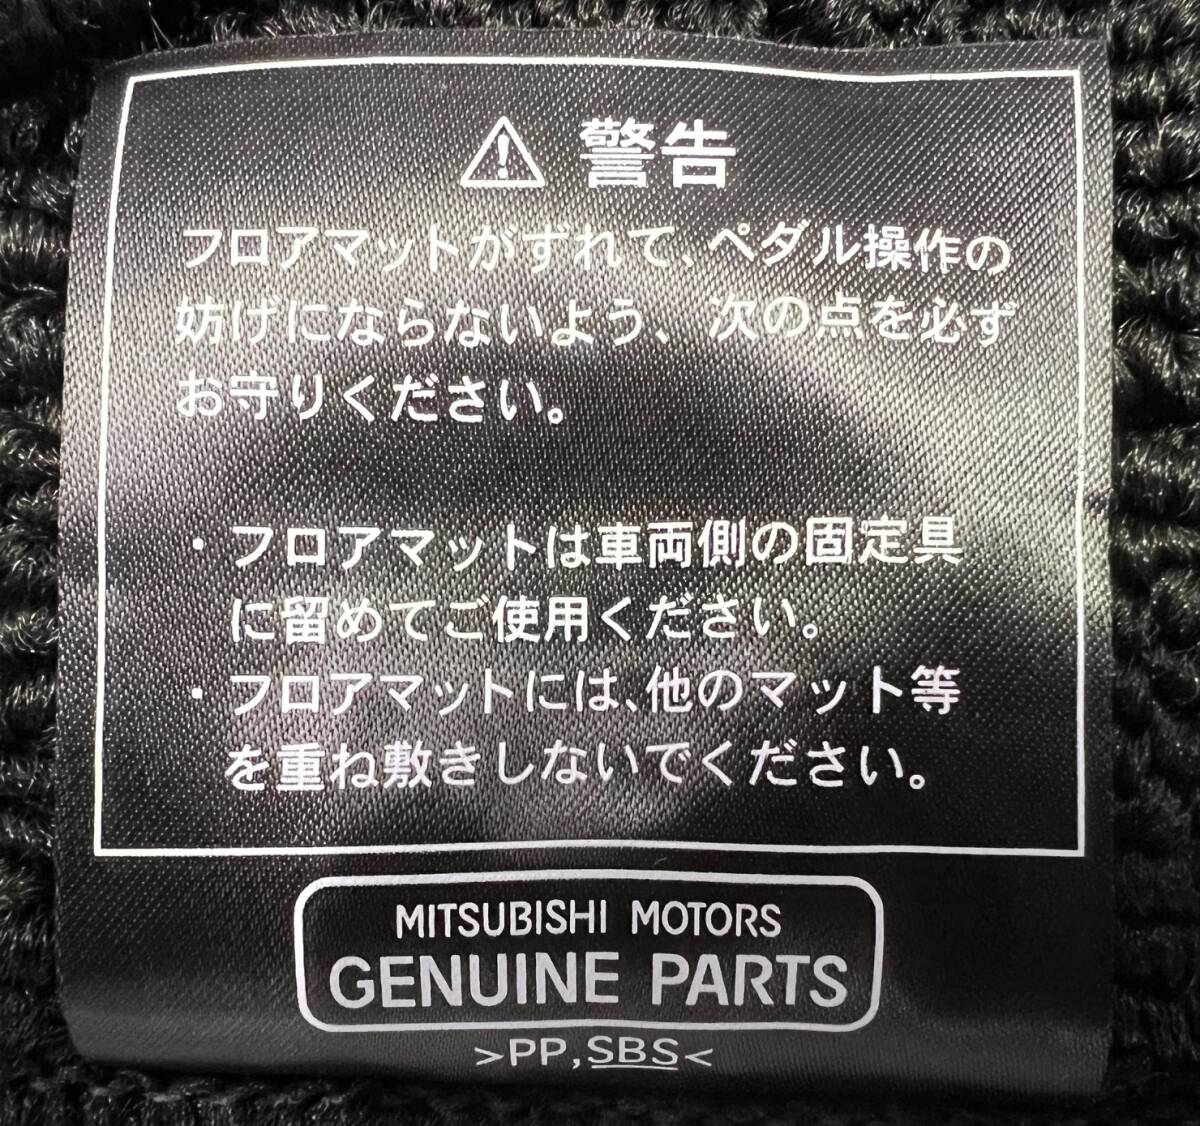 ⚠ 警告
フロアマットがずれて、ペダル操作の
妨げにならないよう、次の点を必ず
お守りください。
・フロアマットは車両側の固定具
に留めてご使用ください。
・フロアマットには、他のマット等
を重ね敷きしないでください。
MITSUBISHI MOTORS
GENUINE PARTS
>PP,SBS<